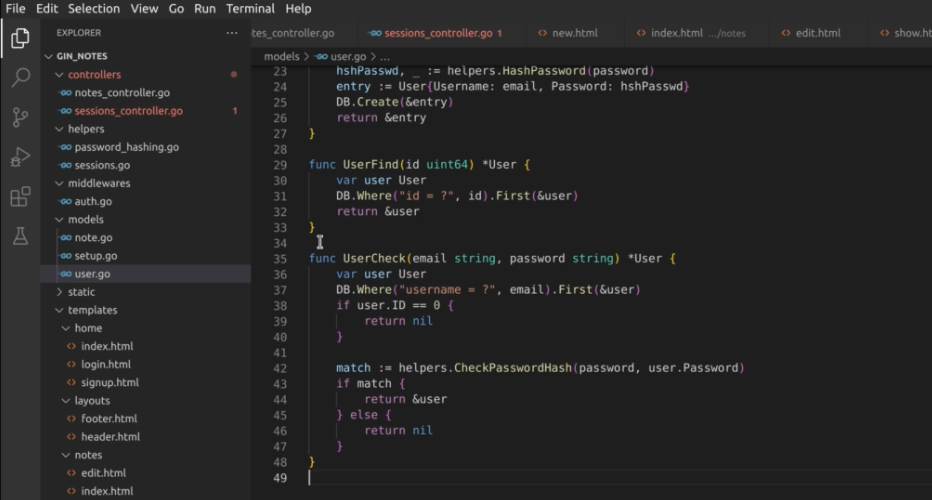 File Edit Selection View Go Run Terminal Help
EXPLORER ...
GIN_NOTES
controllers
notes_controller.go
sessions_controller.go 1
helpers
password_hashing.go
sessions.go
middlewares
auth.go
models
note.go
setup.go
user.go
static
templates
home
index.html
login.html
signup.html
layouts
footer.html
header.html
notes
edit.html
index.html
tes_controller.go sessions_controller.go 1 new.html index.html .../notes edit.html show.ht
models > user.go > ...
23 hshPasswd, _ := helpers.HashPassword(password)
24 entry := User{Username: email, Password: hshPasswd}
25 DB.Create(&entry)
26 return &entry
27 }
28
29 func UserFind(id uint64) *User {
30 var user User
31 DB.Where("id = ?", id).First(&user)
32 return &user
33 }
34
35 func UserCheck(email string, password string) *User {
36 var user User
37 DB.Where("username = ?", email).First(&user)
38 if user.ID == 0 {
39 return nil
40 }
41
42 match := helpers.CheckPasswordHash(password, user.Password)
43 if match {
44 return &user
45 } else {
46 return nil
47 }
48 }
49